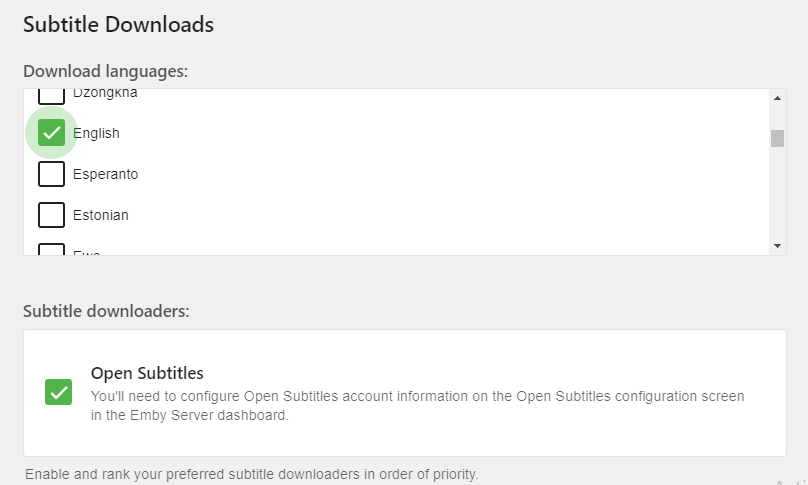 Subtitle Downloads
Download languages:
Dzongkha
English
Esperanto
Estonian
Ewe
Subtitle downloaders:
Open Subtitles
You'll need to configure Open Subtitles account information on the Open Subtitles configuration screen
in the Emby Server dashboard.
Enable and rank your preferred subtitle downloaders in order of priority.